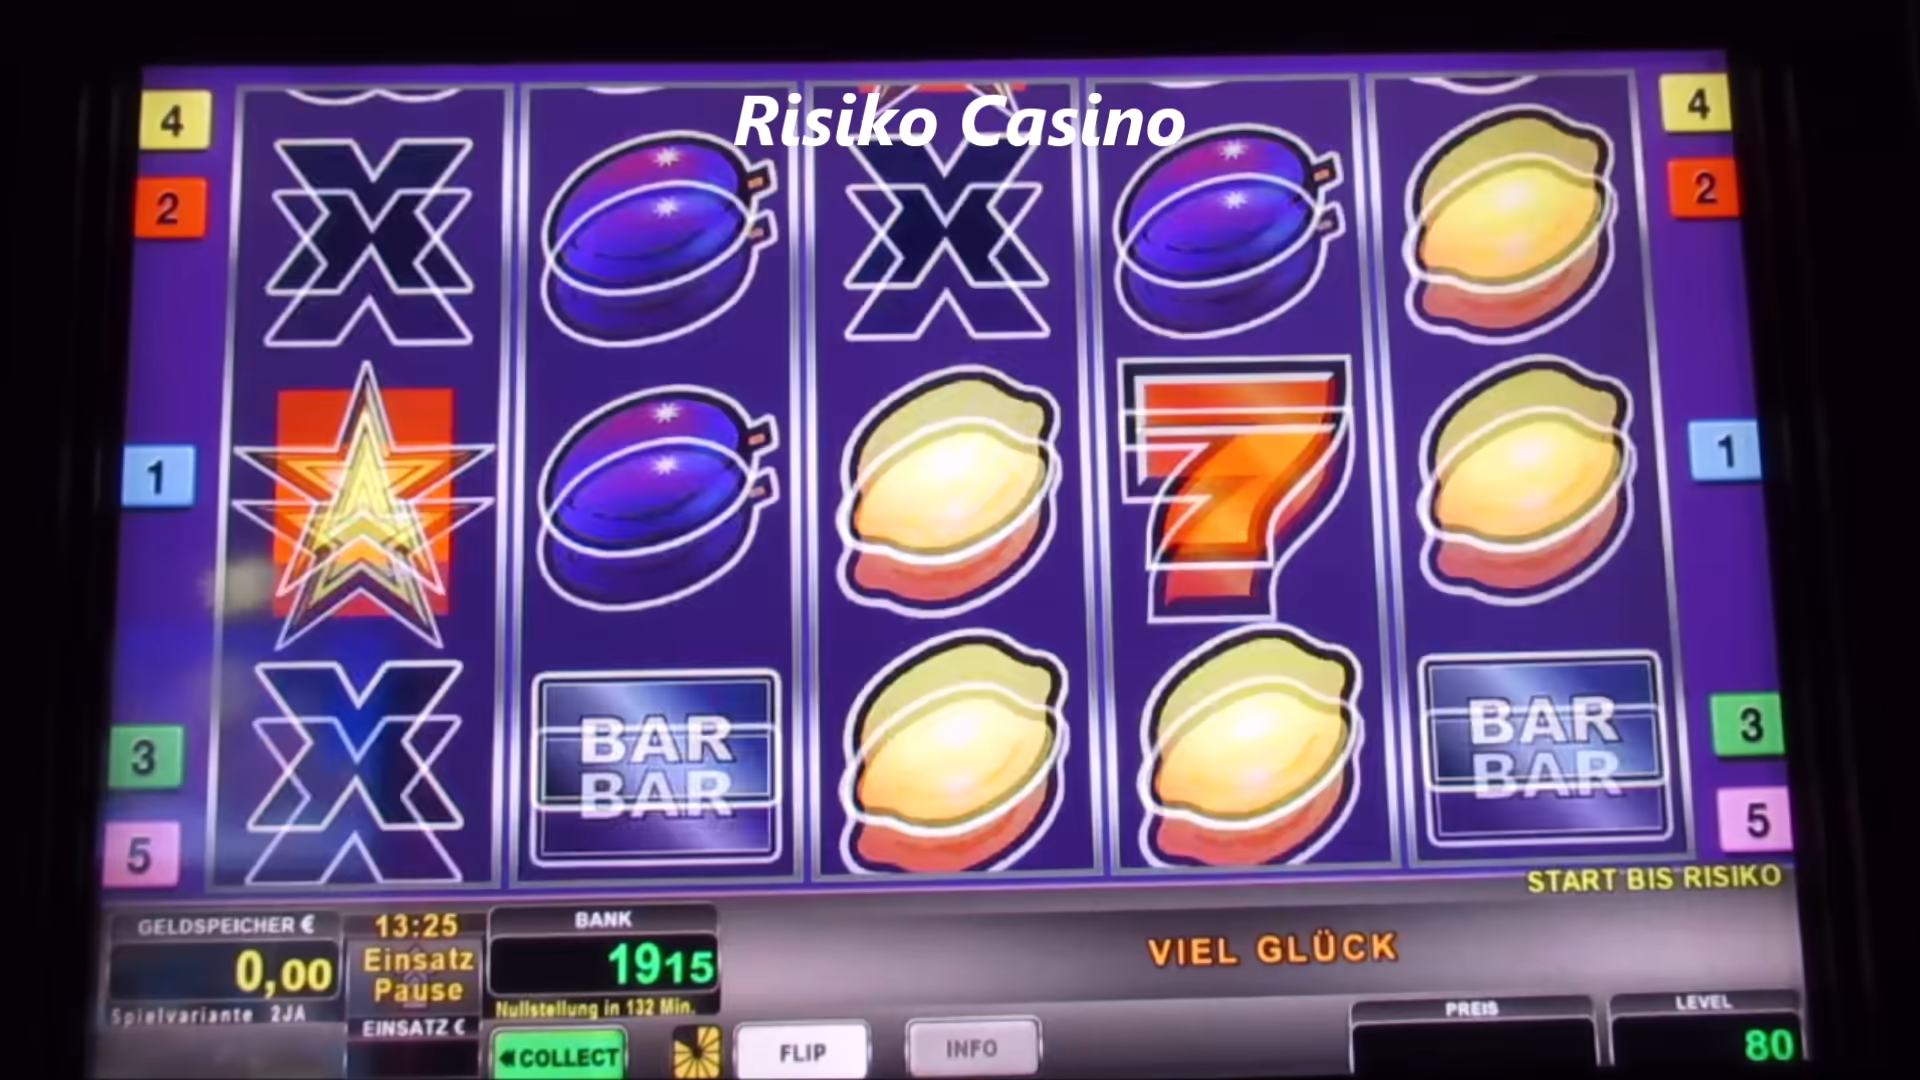 Risiko Casino
4
4
2
2
7
1
1
BAR
BAR
BAR
BAR
3
3
5
5
START BIS RISIKO
GELDSPEICHER €
13:25
BANK
0,00
Einsatz
Pause
1915
VIEL GLÜCK
Spielvariante 2JA
Nullstellung in 132 Min.
EINSATZ €
PREIS
LEVEL
COLLECT
FLIP
INFO
80